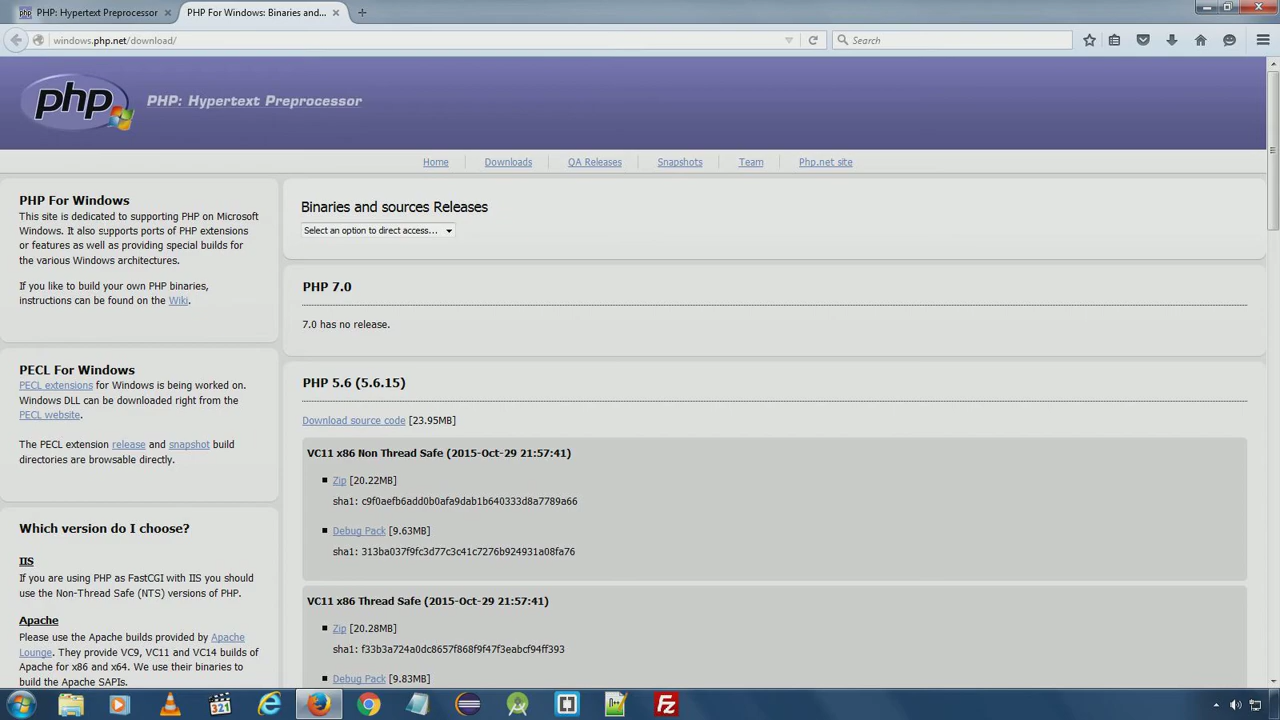 PHP: Hypertext Preprocessor
PHP For Windows: Binaries and...
windows.php.net/download/
Search
php
PHP: Hypertext Preprocessor
Home
Downloads
QA Releases
Snapshots
Team
Php.net site
PHP For Windows
This site is dedicated to supporting PHP on Microsoft
Windows. It also supports ports of PHP extensions
or features as well as providing special builds for
the various Windows architectures.
If you like to build your own PHP binaries,
instructions can be found on the Wiki.
PECL For Windows
PECL extensions for Windows is being worked on.
Windows DLL can be downloaded right from the
PECL website.
The PECL extension release and snapshot build
directories are browsable directly.
Which version do I choose?
IIS
If you are using PHP as FastCGI with IIS you should
use the Non-Thread Safe (NTS) versions of PHP.
Apache
Please use the Apache builds provided by Apache
Lounge. They provide VC9, VC11 and VC14 builds of
Apache for x86 and x64. We use their binaries to
build the Apache SAPIs.
Binaries and sources Releases
Select an option to direct access...
PHP 7.0
7.0 has no release.
PHP 5.6 (5.6.15)
Download source code [23.95MB]
VC11 x86 Non Thread Safe (2015-Oct-29 21:57:41)
Zip [20.22MB]
sha1: c9f0aefb6add0b0afa9dab1b640333d8a7789a66
Debug Pack [9.63MB]
sha1: 313ba037f9fc3d77c3c41c7276b924931a08fa76
VC11 x86 Thread Safe (2015-Oct-29 21:57:41)
Zip [20.28MB]
sha1: f33b3a724a0dc8657f868f9f47f3eabcf94ff393
Debug Pack [9.83MB]
321
Fz